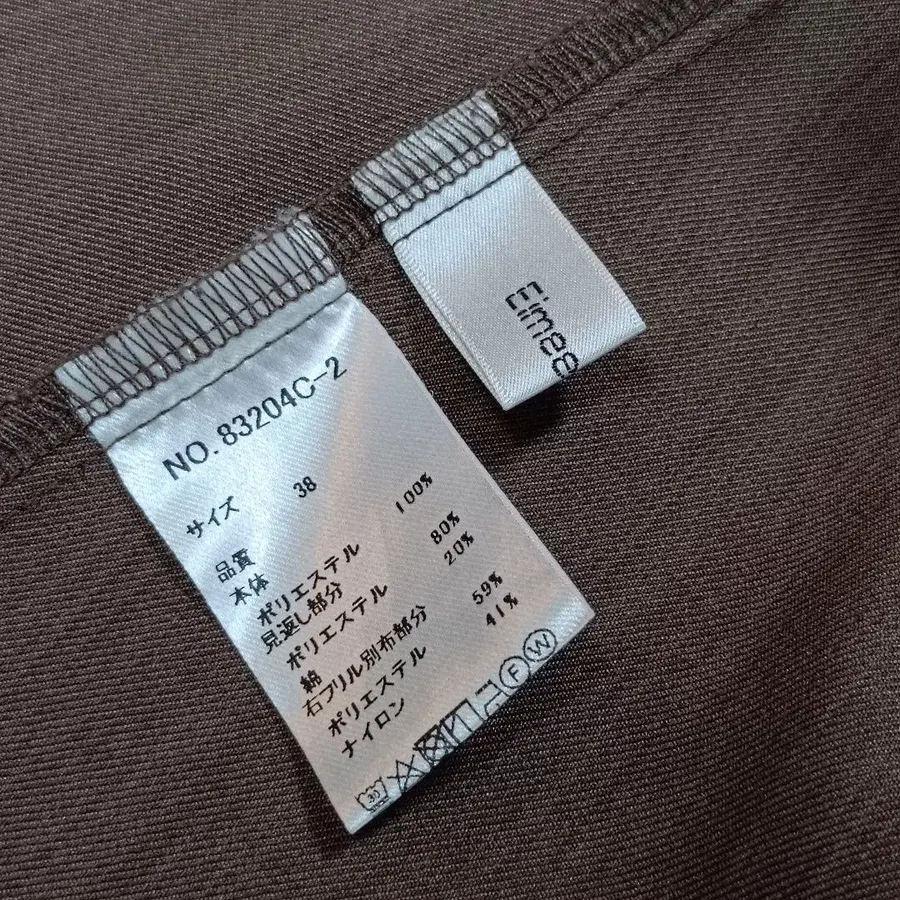 NO.83204C-2
サイズ 38
品質
本体
ポリエステル 100%
見返し部分
ポリエステル 80%
綿 20%
右フリル別布部分
ポリエステル 59%
ナイロン 41%
30
F W